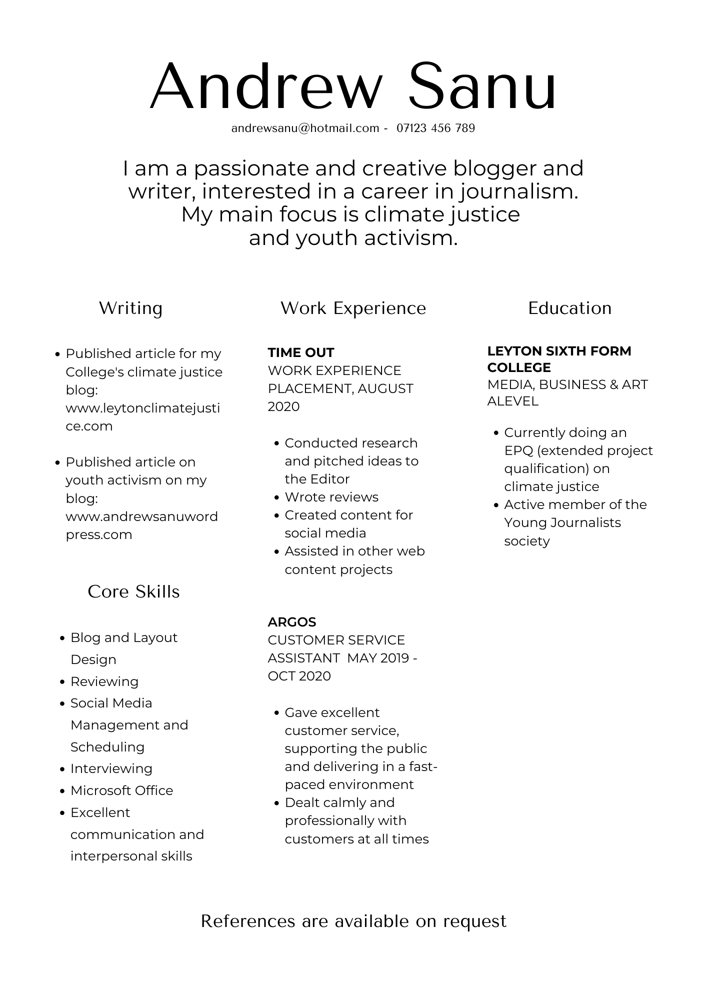 Andrew Sanu
andrewsanu@hotmail.com -  07123 456 789
I am a passionate and creative blogger and
writer, interested in a career in journalism.
My main focus is climate justice
and youth activism.
Writing
• Published article for my
College's climate justice
blog:
www.leytonclimatejusti
ce.com
• Published article on
youth activism on my
blog:
www.andrewsanuword
press.com
Core Skills
• Blog and Layout
Design
• Reviewing
• Social Media
Management and
Scheduling
• Interviewing
• Microsoft Office
• Excellent
communication and
interpersonal skills
Work Experience
TIME OUT
WORK EXPERIENCE
PLACEMENT, AUGUST
2020
• Conducted research
and pitched ideas to
the Editor
• Wrote reviews
• Created content for
social media
• Assisted in other web
content projects
ARGOS
CUSTOMER SERVICE
ASSISTANT  MAY 2019 -
OCT 2020
• Gave excellent
customer service,
supporting the public
and delivering in a fast-
paced environment
• Dealt calmly and
professionally with
customers at all times
Education
LEYTON SIXTH FORM
COLLEGE
MEDIA, BUSINESS & ART
ALEVEL
• Currently doing an
EPQ (extended project
qualification) on
climate justice
• Active member of the
Young Journalists
society
References are available on request